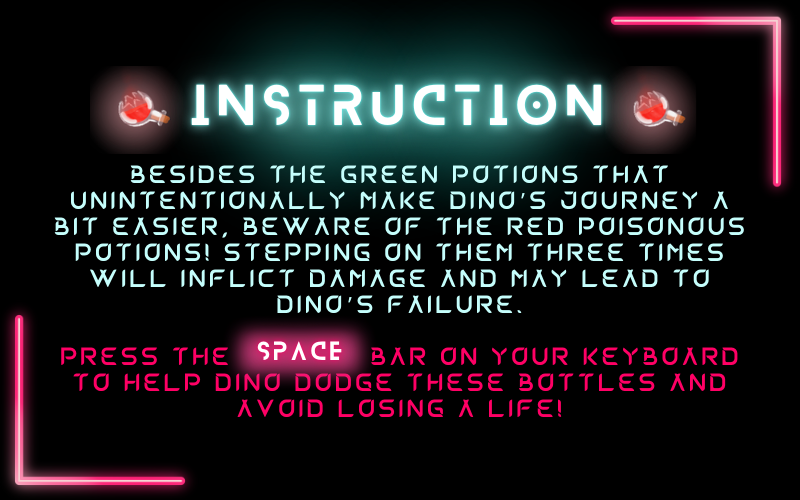 INSTRUCTION
BESIDES THE GREEN POTIONS THAT
UNINTENTIONALLY MAKE DINO'S JOURNEY A
BIT EASIER, BEWARE OF THE RED POISONOUS
POTIONS! STEPPING ON THEM THREE TIMES
WILL INFLICT DAMAGE AND MAY LEAD TO
DINO'S FAILURE.
PRESS THE SPACE BAR ON YOUR KEYBOARD
TO HELP DINO DODGE THESE BOTTLES AND
AVOID LOSING A LIFE!